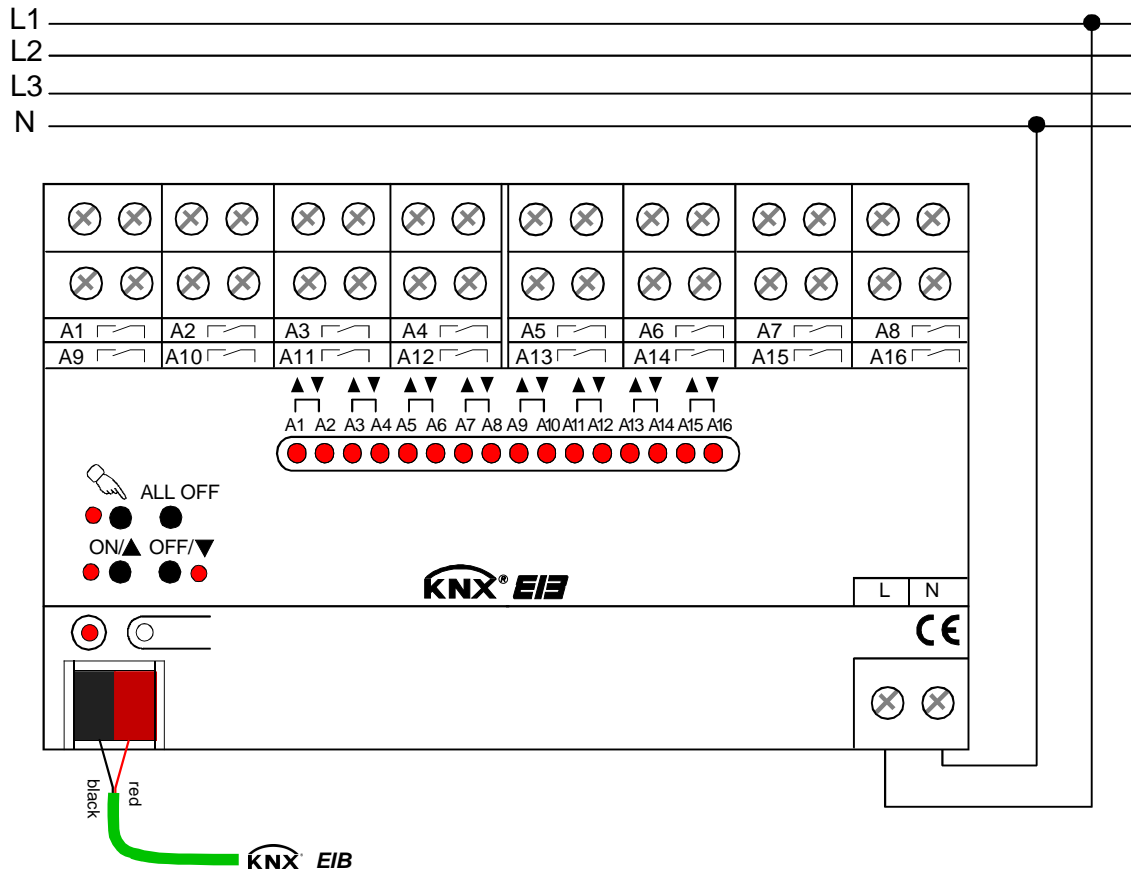 L1
L2
L3
N
A1 A2 A3 A4 A5 A6 A7 A8
A9 A10 A11 A12 A13 A14 A15 A16
A1 A2 A3 A4 A5 A6 A7 A8 A9 A10 A11 A12 A13 A14 A15 A16
ALL OFF
ON/▲ OFF/▼
KNX® EIB
L N
CE
black
red
KNX® EIB